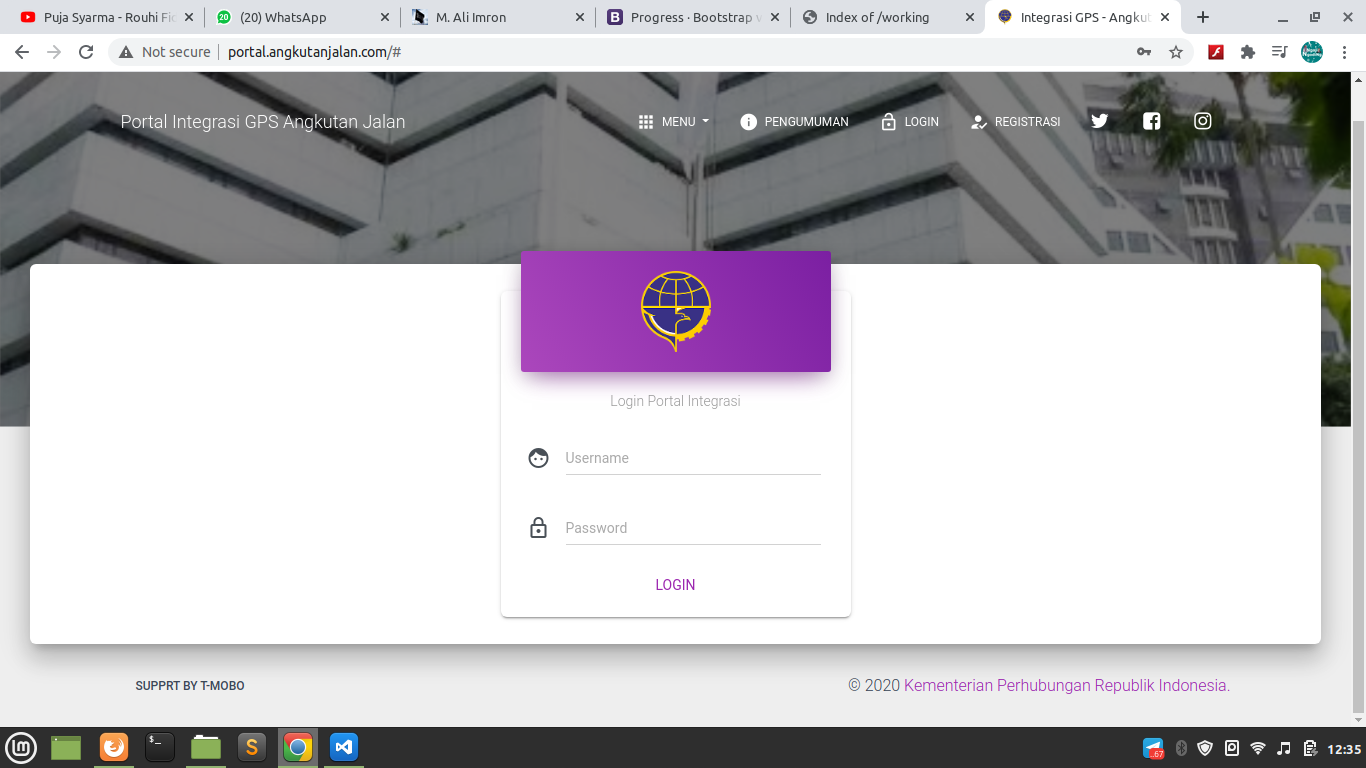 Puja Syarma - Rouhi Fid
(20) WhatsApp
M. Ali Imron
Progress · Bootstrap v
Index of /working
Integrasi GPS - Angkut
Not secure
portal.angkutanjalan.com/#
Portal Integrasi GPS Angkutan Jalan
MENU
PENGUMUMAN
LOGIN
REGISTRASI
Login Portal Integrasi
Username
Password
LOGIN
SUPPRT BY T-MOBO
© 2020 Kementerian Perhubungan Republik Indonesia.
67
12:35